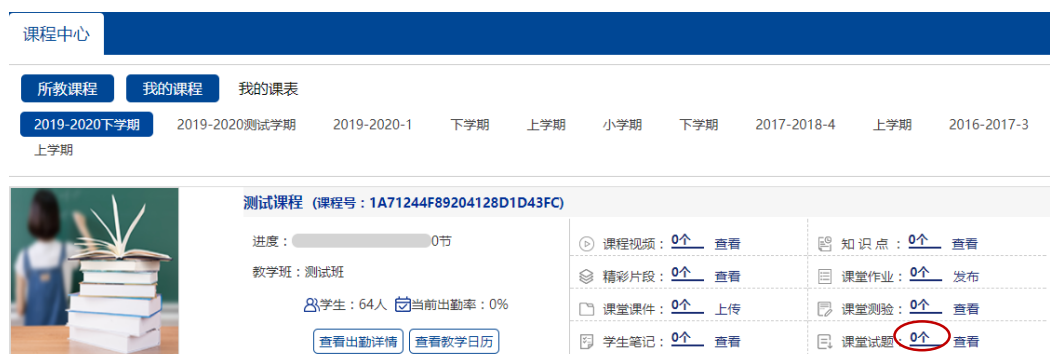 课程中心
所教课程 我的课程 我的课表
2019-2020下学期 2019-2020测试学期 2019-2020-1 下学期 上学期 小学期 下学期 2017-2018-4 上学期 2016-2017-3
上学期
测试课程 (课程号：1A71244F89204128D1D43FC)
进度： 0节
课程视频： 0个 查看 知 识 点 ： 0个 查看
教学班：测试班
精彩片段： 0个 查看 课堂作业： 0个 发布
学生：64人 当前出勤率：0%
课堂课件： 0个 上传 课堂测验： 0个 查看
查看出勤详情 查看教学日历
学生笔记： 0个 查看 课堂试题： 0个 查看